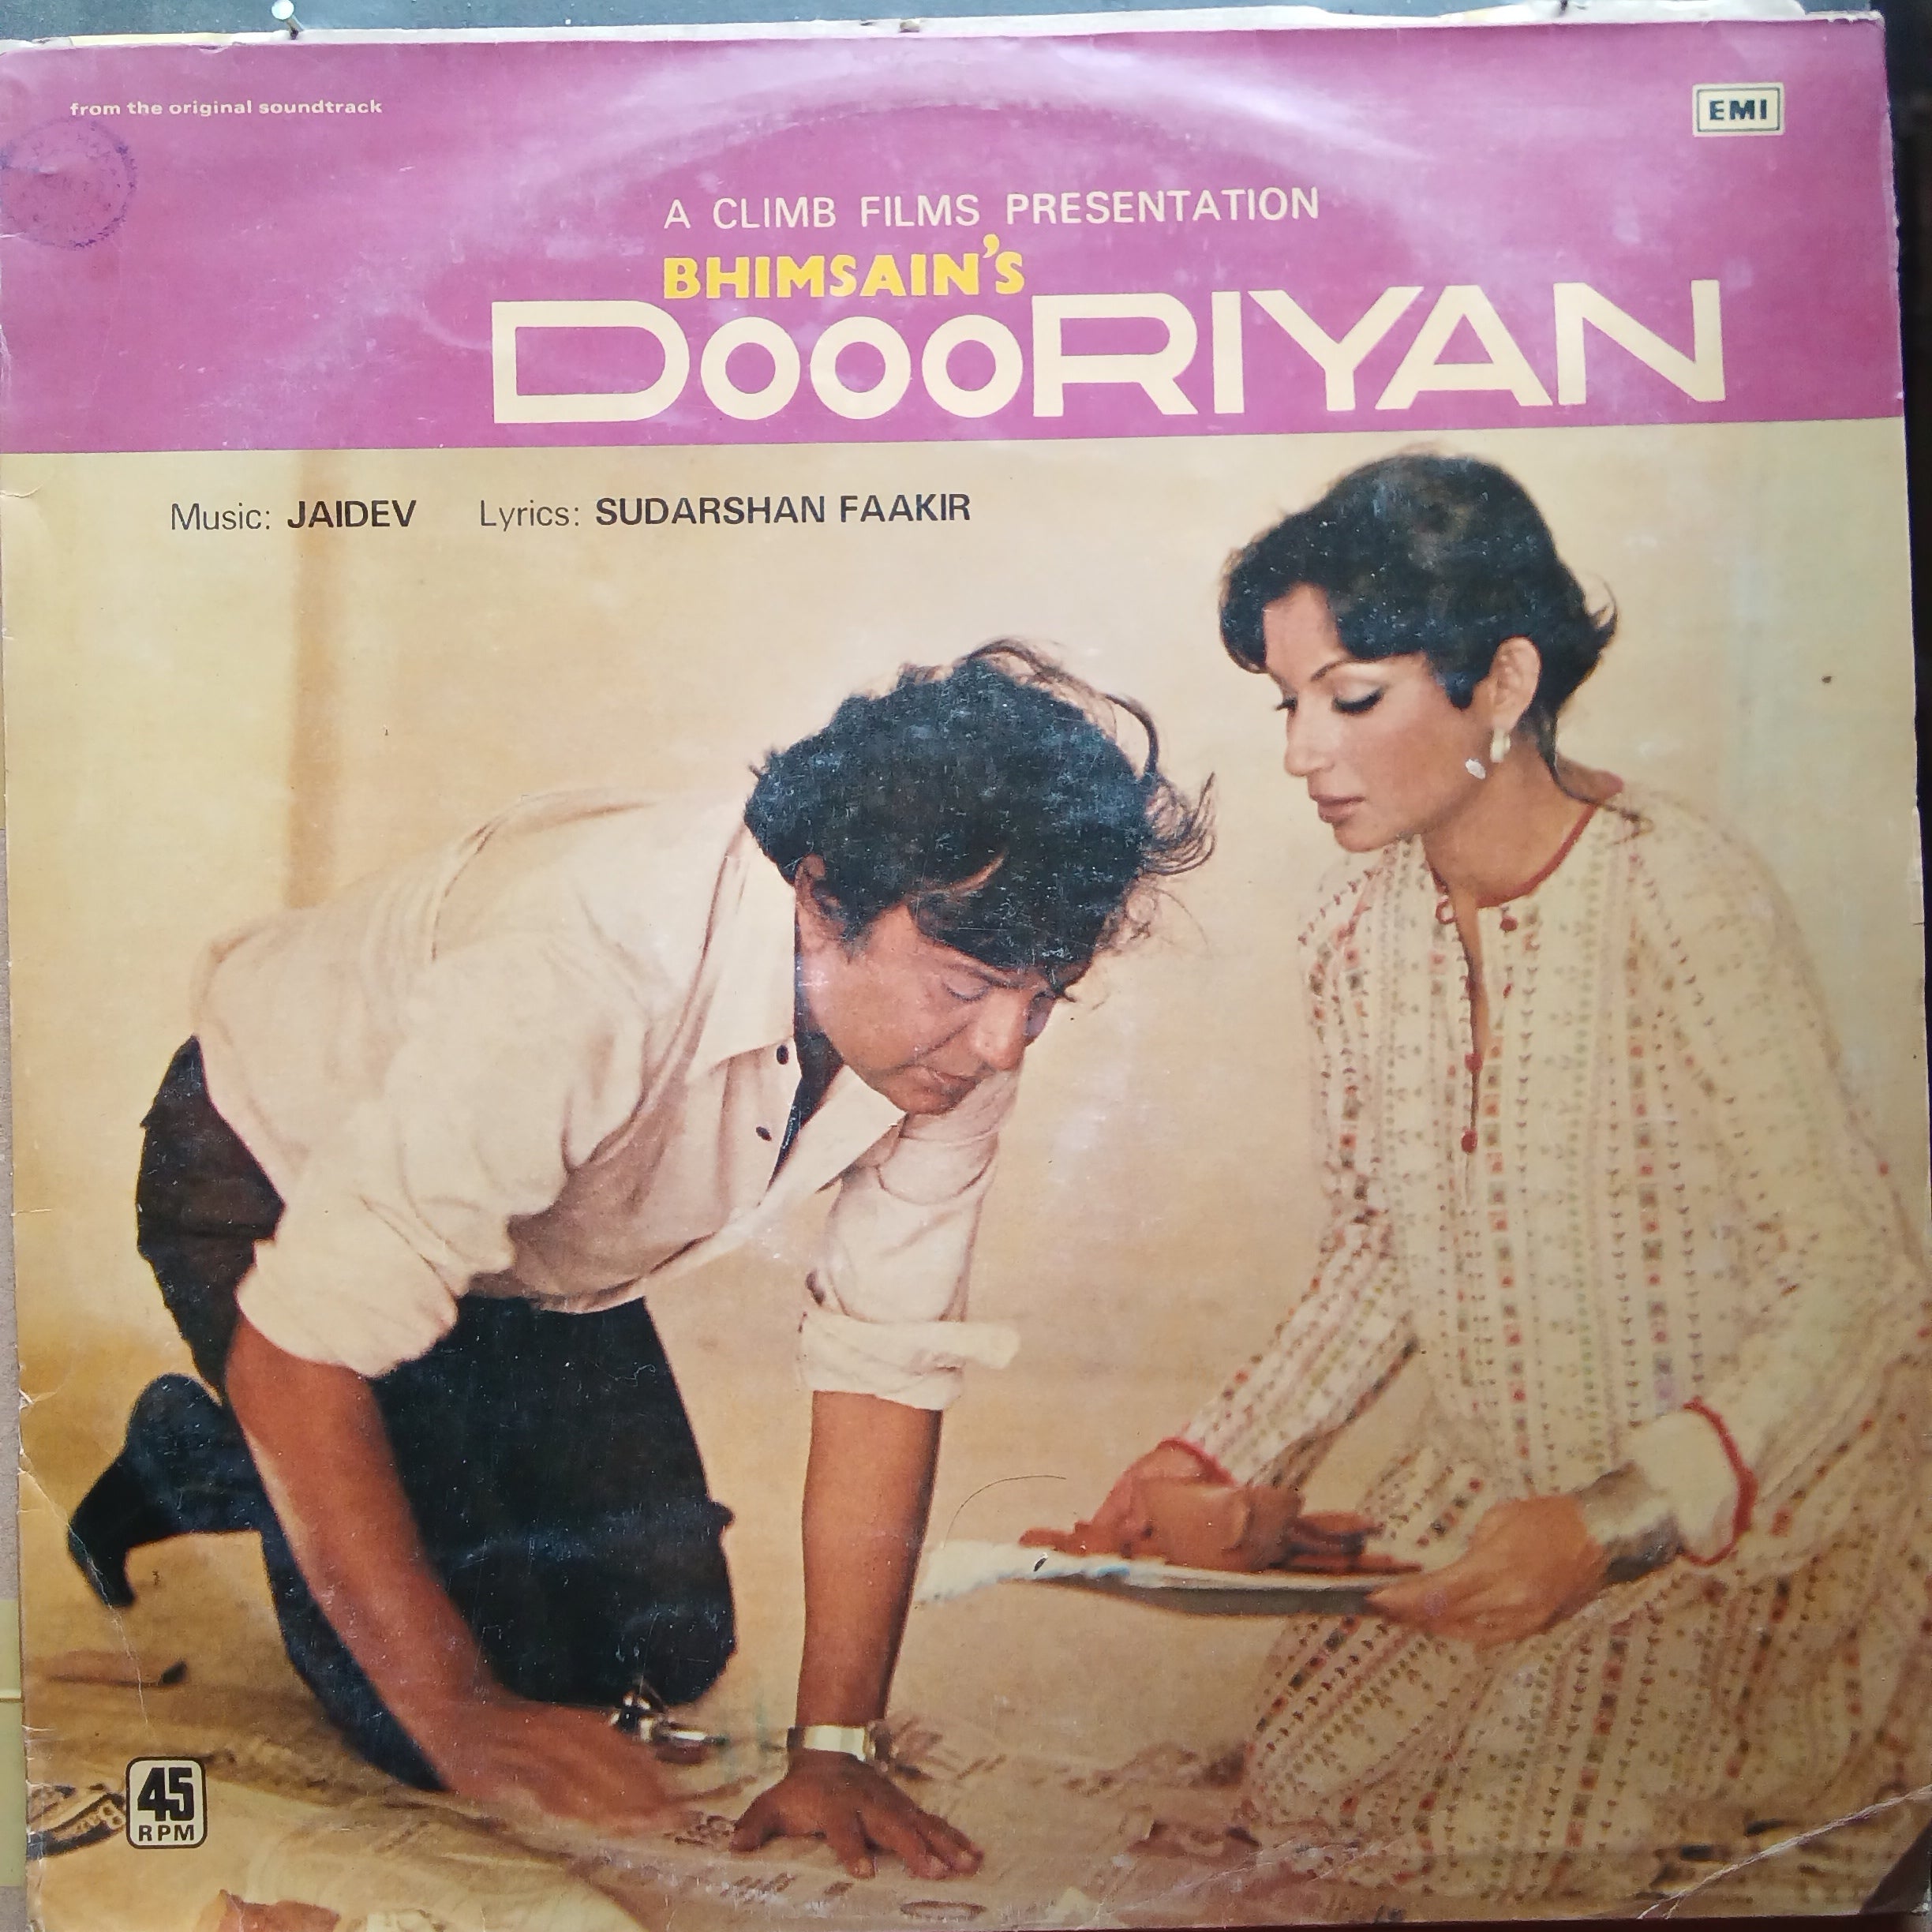 from the original soundtrack
EMI
A CLIMB FILMS PRESENTATION
BHIMSAIN'S
DOOORIYAN
Music: JAIDEV Lyrics: SUDARSHAN FAAKIR
45
RPM